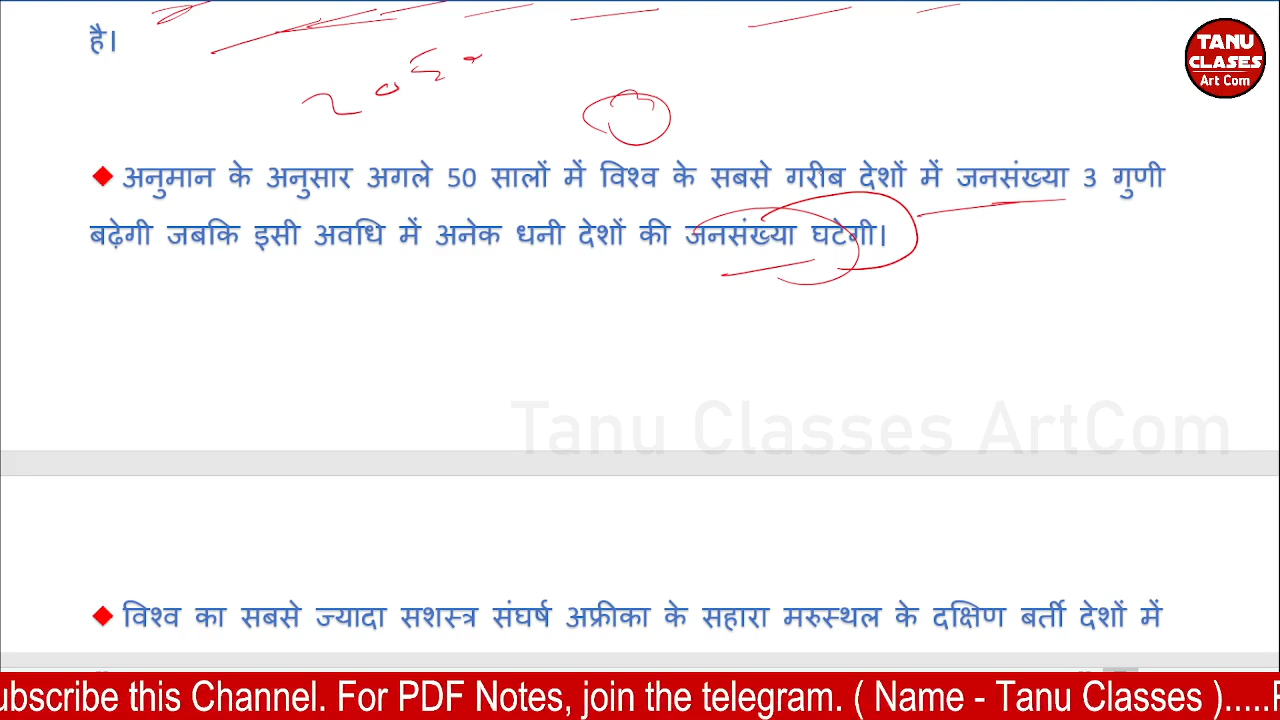 है।
TANU
CLASES
Art Com
2050
3
अनुमान के अनुसार अगले 50 सालों में विश्व के सबसे गरीब देशों में जनसंख्या 3 गुणी
बढ़ेगी जबकि इसी अवधि में अनेक धनी देशों की जनसंख्या घटेगी।
Tanu Classes ArtCom
विश्व का सबसे ज्यादा सशस्त्र संघर्ष अफ्रीका के सहारा मरुस्थल के दक्षिण बर्ती देशों में
ubscribe this Channel. For PDF Notes, join the telegram. ( Name - Tanu Classes ).....F